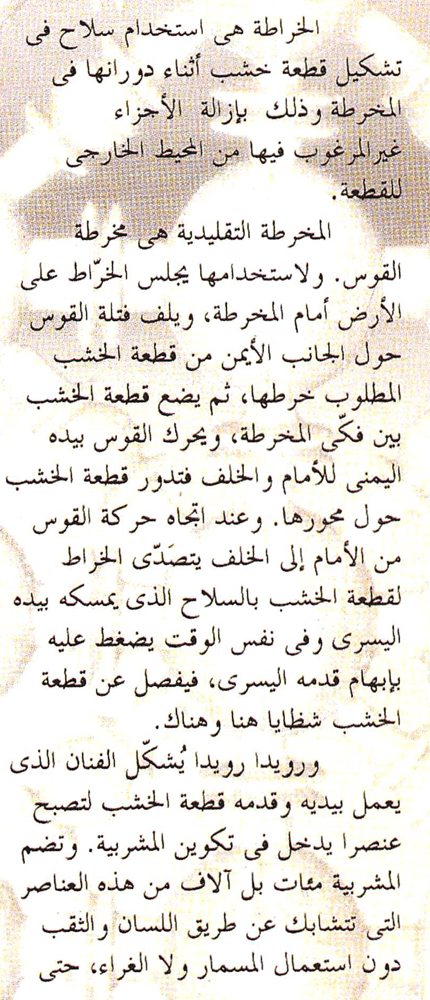 الخراطة هى استخدام سلاح فى
تشكيل قطعة خشب أثناء دورانها فى
المخرطة وذلك بإزالة الأجزاء
غير المرغوب فيها من المحيط الخارجى
للقطعة.
المخرطة التقليدية هى مخرطة
القوس. ولاستخدامها يجلس الخرّاط على
الأرض أمام المخرطة، ويلف فتلة القوس
حول الجانب الأيمن من قطعة الخشب
المطلوب خرطها، ثم يضع قطعة الخشب
بين فكّى المخرطة، ويحرك القوس بيده
اليمنى للأمام والخلف فتدور قطعة الخشب
حول محورها. وعند اتجاه حركة القوس
من الأمام إلى الخلف يتصَدّى الخراط
لقطعة الخشب بالسلاح الذى يمسكه بيده
اليسرى وفى نفس الوقت يضغط عليه
بإبهام قدمه اليسرى، فيفصل عن قطعة
الخشب شظايا هنا وهناك.
ورويدا رويدا يُشكّل الفنان الذى
يعمل بيديه وقدمه قطعة الخشب لتصبح
عنصرا يدخل فى تكوين المشربية. وتضم
المشربية مئات بل آلاف من هذه العناصر
التى تتشابك عن طريق اللسان والثقب
دون استعمال المسمار ولا الغراء، حتى